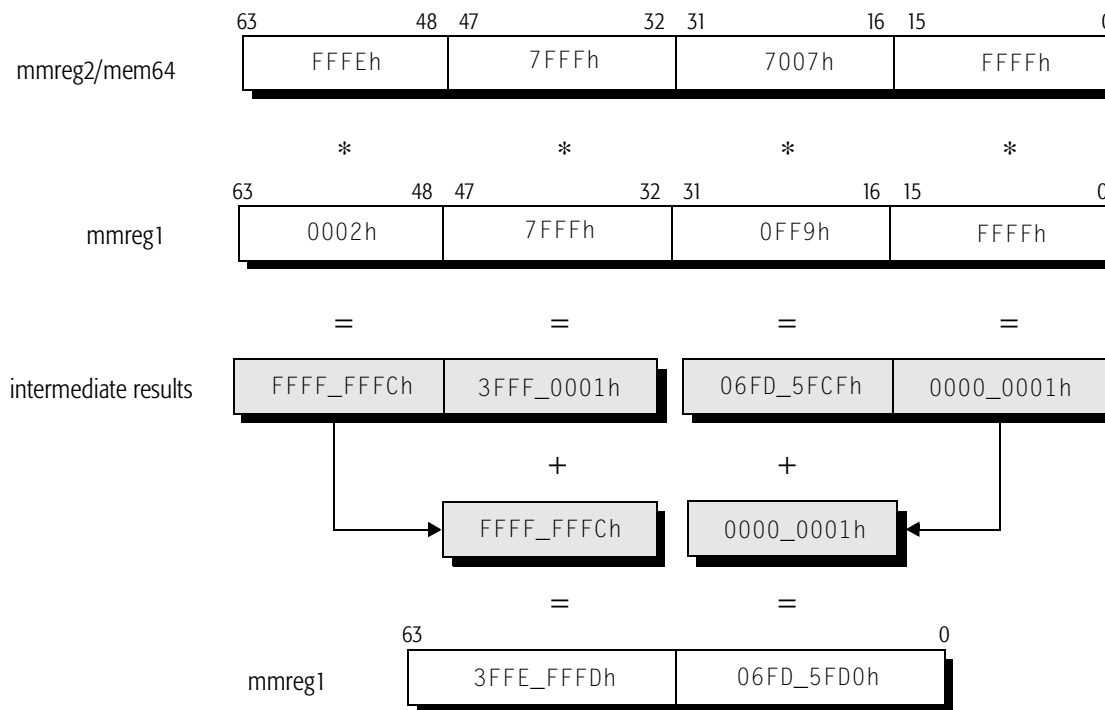 63 48 47 32 31 16 15 0
mmreg2/mem64 FFFEh 7FFFh 7007h FFFFh
* * * *
63 48 47 32 31 16 15 0
mmreg1 0002h 7FFFh 0FF9h FFFFh
= = = =
intermediate results FFFF_FFFCh 3FFF_0001h 06FD_5FCFh 0000_0001h
+ +
FFFF_FFFCh 0000_0001h
= =
63 0
mmreg1 3FFE_FFFDh 06FD_5FD0h